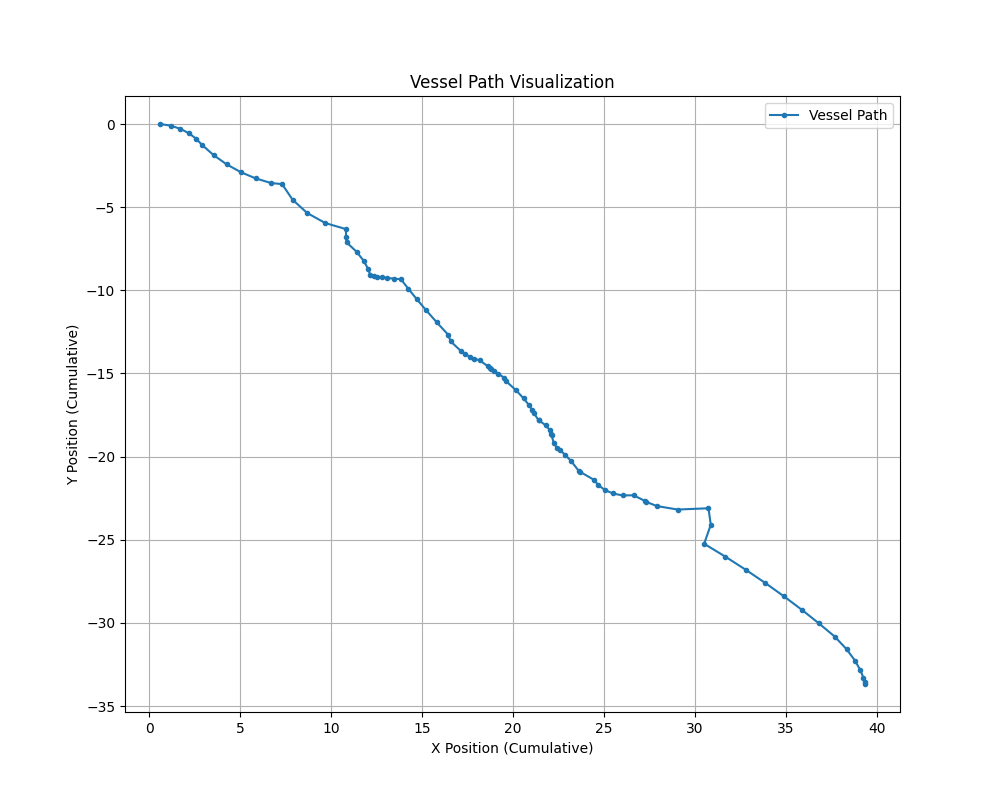 Vessel Path Visualization
Vessel Path
Y Position (Cumulative)
0
−5
−10
−15
−20
−25
−30
−35
0 5 10 15 20 25 30 35 40
X Position (Cumulative)